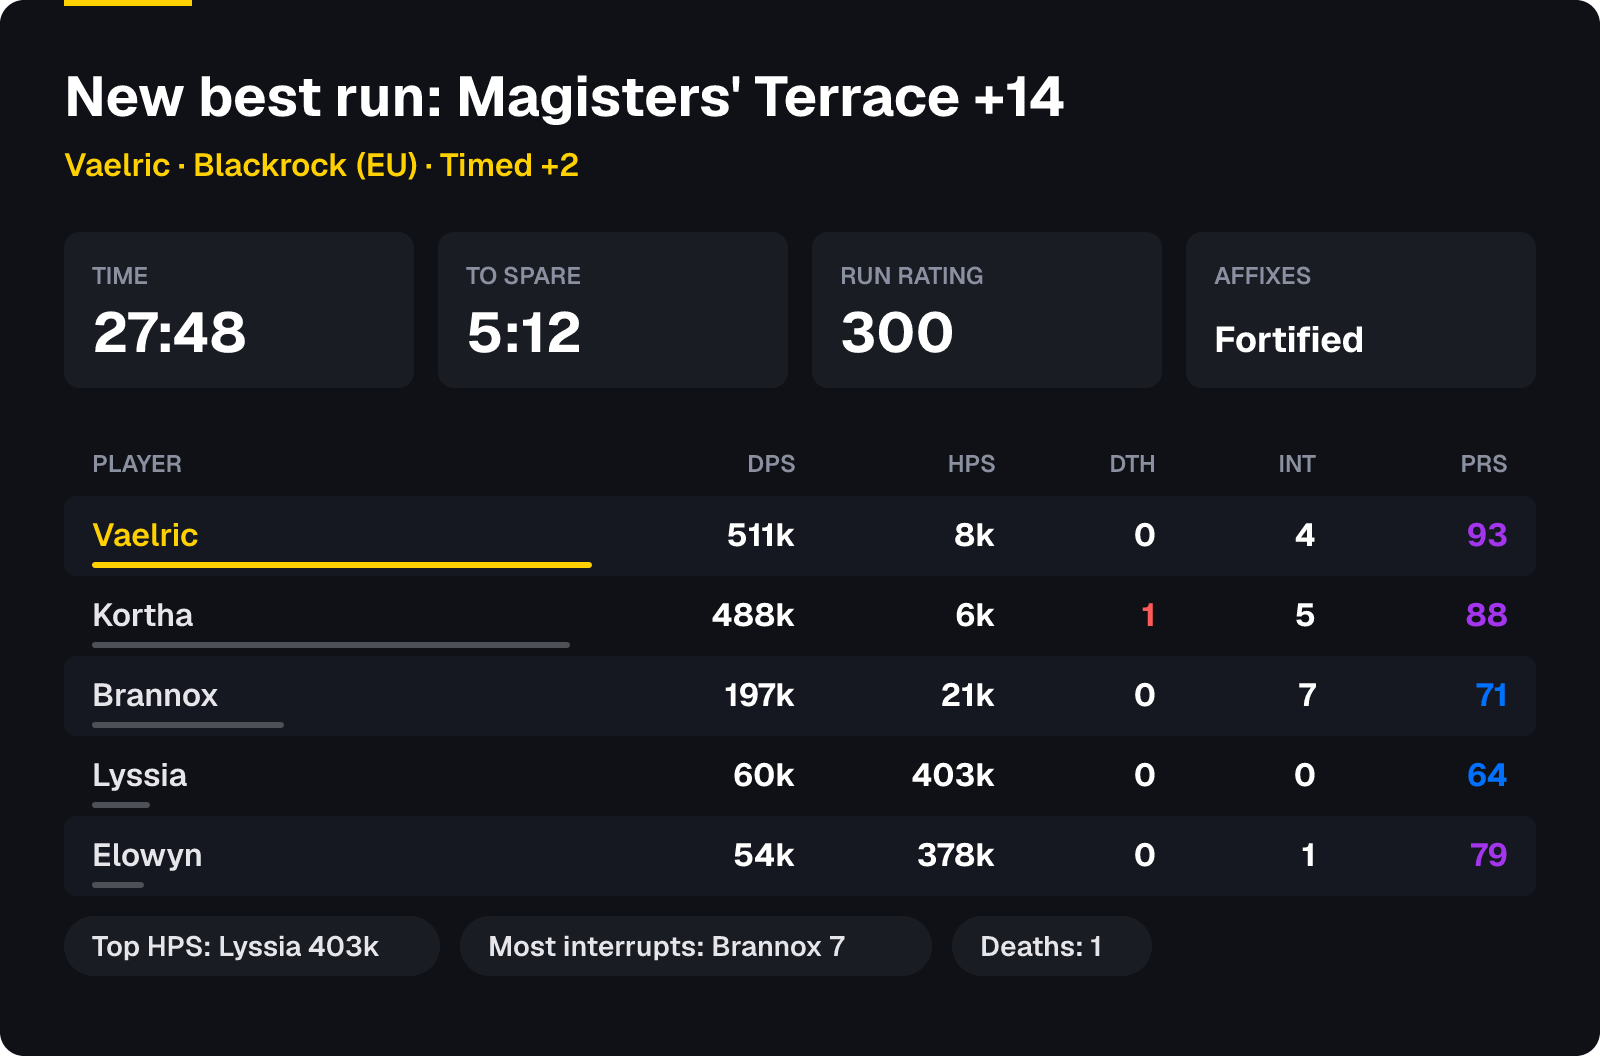 New best run: Magisters' Terrace +14
Vaelric · Blackrock (EU) · Timed +2
TIME TO SPARE RUN RATING AFFIXES
27:48 5:12 300 Fortified
PLAYER DPS HPS DTH INT PRS
Vaelric 511k 8k 0 4 93
Kortha 488k 6k 1 5 88
Brannox 197k 21k 0 7 71
Lyssia 60k 403k 0 0 64
Elowyn 54k 378k 0 1 79
Top HPS: Lyssia 403k Most interrupts: Brannox 7 Deaths: 1